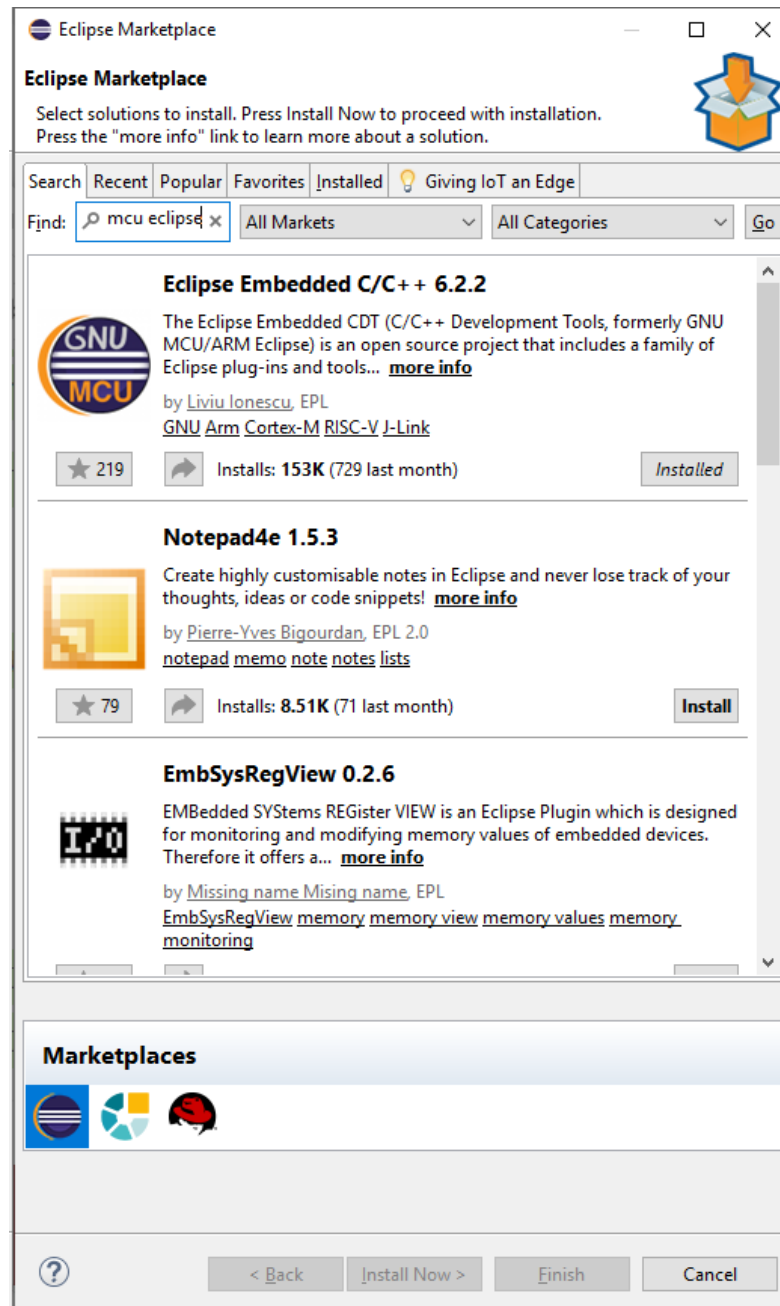 Eclipse Marketplace
Eclipse Marketplace
Select solutions to install. Press Install Now to proceed with installation.
Press the "more info" link to learn more about a solution.
Search Recent Popular Favorites Installed Giving IoT an Edge
Find: mcu eclipse All Markets All Categories Go
Eclipse Embedded C/C++ 6.2.2
The Eclipse Embedded CDT (C/C++ Development Tools, formerly GNU
MCU/ARM Eclipse) is an open source project that includes a family of
Eclipse plug-ins and tools... more info
GNU
MCU
by Liviu Ionescu, EPL
GNU Arm Cortex-M RISC-V J-Link
219 Installs: 153K (729 last month) Installed
Notepad4e 1.5.3
Create highly customisable notes in Eclipse and never lose track of your
thoughts, ideas or code snippets! more info
by Pierre-Yves Bigourdan, EPL 2.0
notepad memo note notes lists
79 Installs: 8.51K (71 last month) Install
EmbSysRegView 0.2.6
EMBedded SYStems REGister VIEW is an Eclipse Plugin which is designed
for monitoring and modifying memory values of embedded devices.
Therefore it offers a... more info
I/O
by Missing name Mising name, EPL
EmbSysRegView memory memory view memory values memory
monitoring
Marketplaces
? < Back Install Now > Finish Cancel